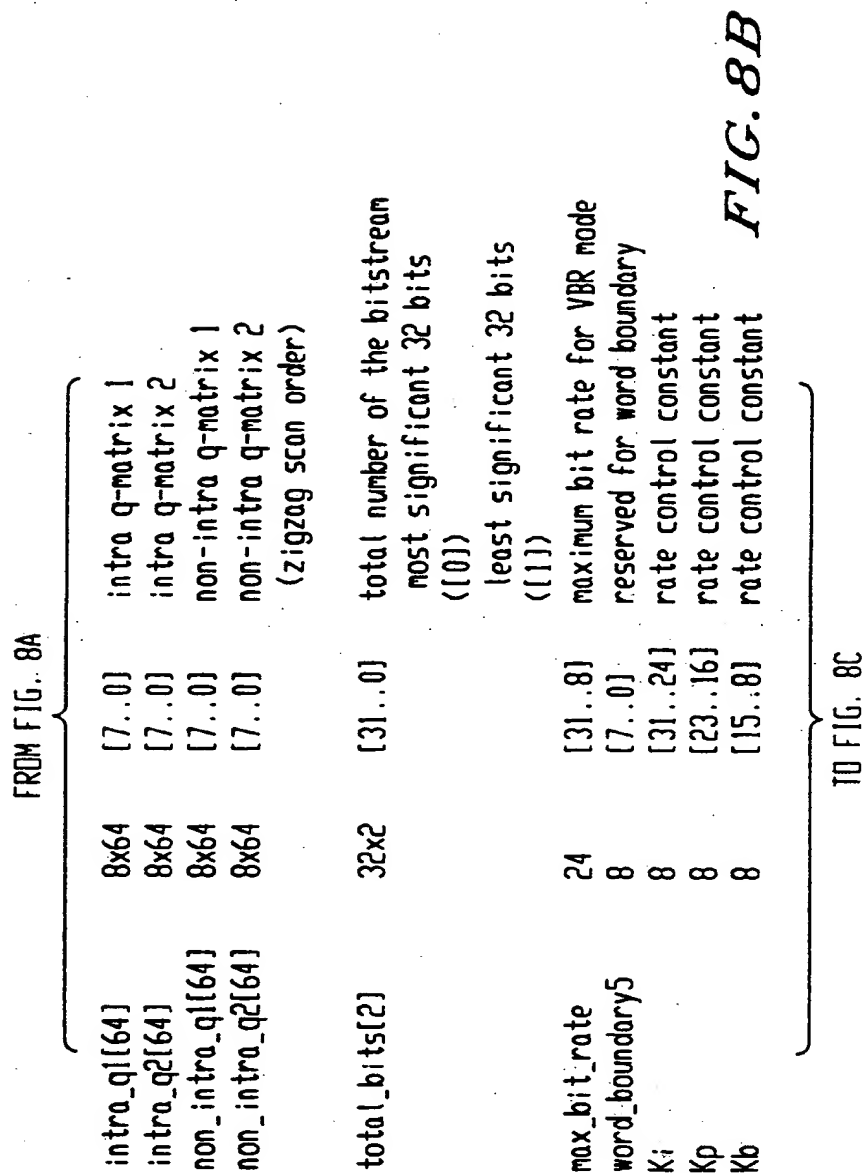 FROM FIG. 8A
intra_q1[64] 8x64 [7..0] intra q-matrix 1
intra_q2[64] 8x64 [7..0] intra q-matrix 2
non_intra_q1[64] 8x64 [7..0] non-intra q-matrix 1
non_intra_q2[64] 8x64 [7..0] non-intra q-matrix 2
(zigzag scan order)
total_bits[2] 32x2 [31..0] total number of the bitstream
most significant 32 bits
([0])
least significant 32 bits
([1])
max_bit_rate 24 [31..8] maximum bit rate for VBR mode
word_boundary5 8 [7..0] reserved for word boundary
Ki 8 [31..24] rate control constant
Kp 8 [23..16] rate control constant
Kb 8 [15..8] rate control constant
TO FIG. 8C
FIG. 8B